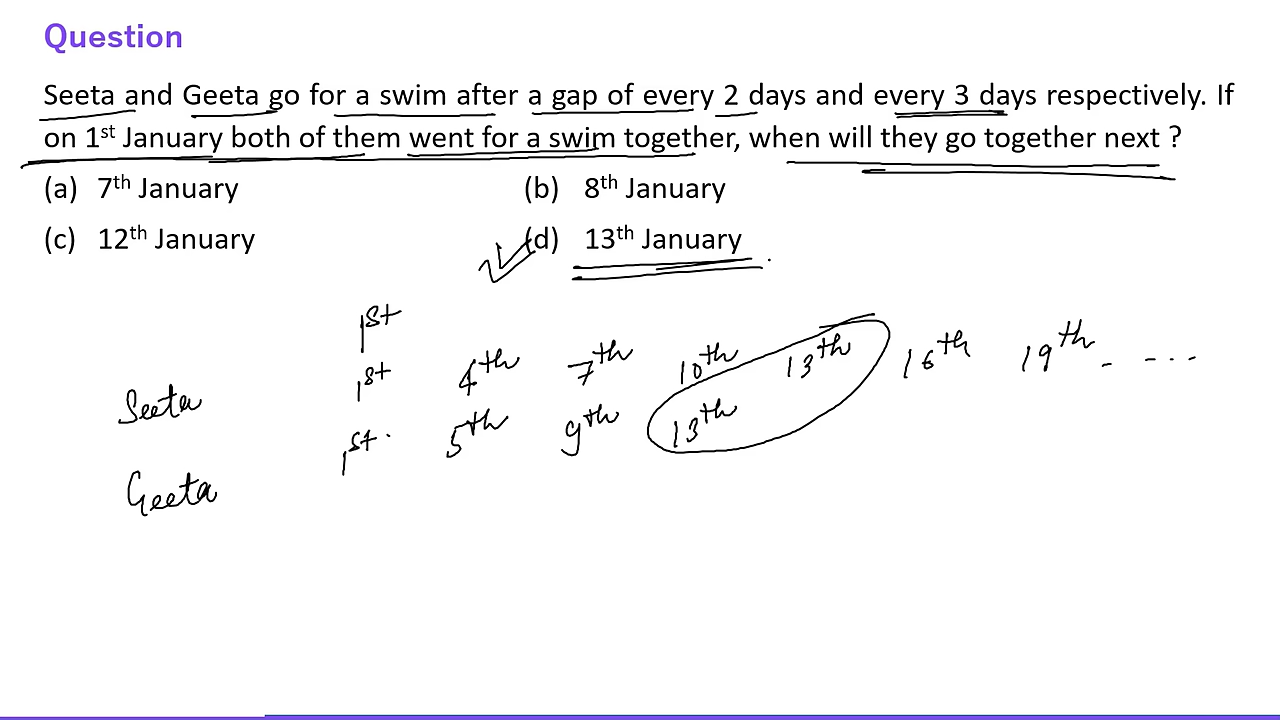 Question
Seeta and Geeta go for a swim after a gap of every 2 days and every 3 days respectively. If
on 1st January both of them went for a swim together, when will they go together next ?
(a) 7th January (b) 8th January
(c) 12th January (d) 13th January
1st
Seeta 1st 4th 7th 10th 13th 16th 19th - - - -
Geeta 1st. 5th 9th 13th